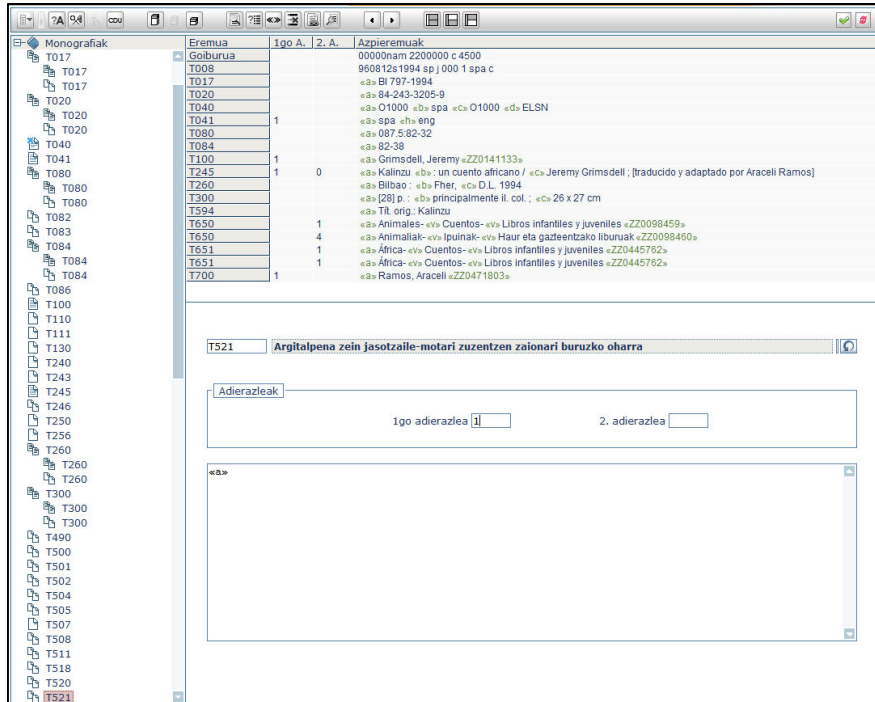 ?A
CDU
Monografiak
T017
T017
T017
T020
T020
T020
T040
T041
T080
T080
T080
T082
T083
T084
T084
T084
T086
T100
T110
T111
T130
T240
T243
T245
T246
T250
T256
T260
T260
T260
T300
T300
T300
T490
T500
T501
T502
T504
T505
T507
T508
T511
T518
T520
T521
Eremua 1go A. 2. A. Azpieremuak
Goiburua 00000nam 2200000 c 4500
T008 960812s1994 sp j 000 1 spa c
T017 «a» BI 797-1994
T020 «a» 84-243-3205-9
T040 «a» O1000 «b» spa «c» O1000 «d» ELSN
T041 1 «a» spa «h» eng
T080 «a» 087.5:82-32
T084 «a» 82-38
T100 1 «a» Grimsdell, Jeremy «ZZ0141133»
T245 1 0 «a» Kalinzu «b» : un cuento africano / «c» Jeremy Grimsdell ; [traducido y adaptado por Araceli Ramos]
T260 «a» Bilbao : «b» Fher, «c» D.L. 1994
T300 «a» [28] p. : «b» principalmente il. col. ; «c» 26 x 27 cm
T594 «a» Tít. orig.: Kalinzu
T650 1 «a» Animales- «v» Cuentos- «v» Libros infantiles y juveniles «ZZ0098459»
T650 4 «a» Animaliak- «v» Ipuinak- «v» Haur eta gazteentzako liburuak «ZZ0098460»
T651 1 «a» África- «v» Cuentos- «v» Libros infantiles y juveniles «ZZ0445762»
T651 1 «a» África- «v» Cuentos- «v» Libros infantiles y juveniles «ZZ0445762»
T700 1 «a» Ramos, Araceli «ZZ0471803»
T521 Argitalpena zein jasotzaile-motari zuzentzen zaionari buruzko oharra
Adierazleak
1go adierazlea 1 2. adierazlea
«a»